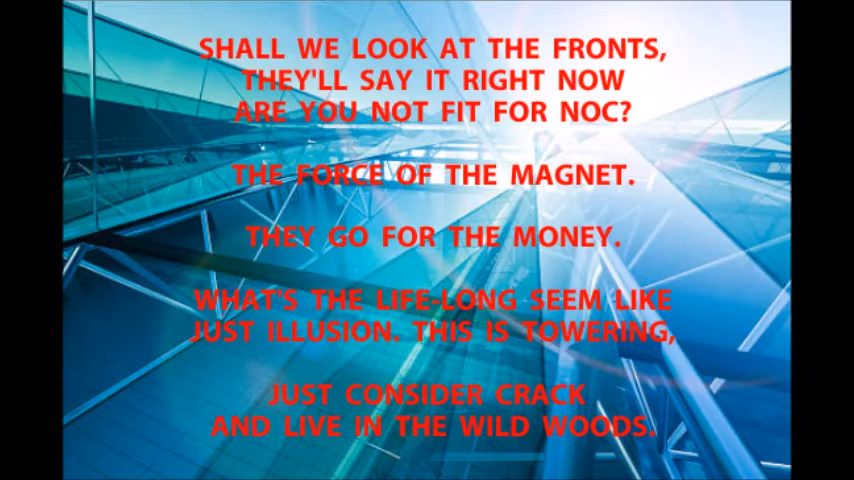 SHALL WE LOOK AT THE FRONTS,
THEY'LL SAY IT RIGHT NOW
ARE YOU NOT FIT FOR NOC?
THE FORCE OF THE MAGNET.
THEY GO FOR THE MONEY.
WHAT'S THE LIFE-LONG SEEM LIKE
JUST ILLUSION. THIS IS TOWERING,
JUST CONSIDER CRACK
AND LIVE IN THE WILD WOODS.